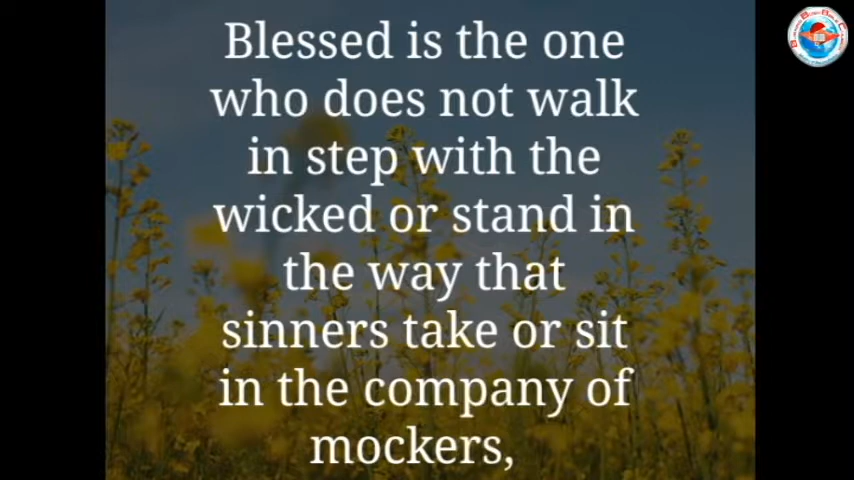 Blessed is the one
who does not walk
in step with the
wicked or stand in
the way that
sinners take or sit
in the company of
mockers,